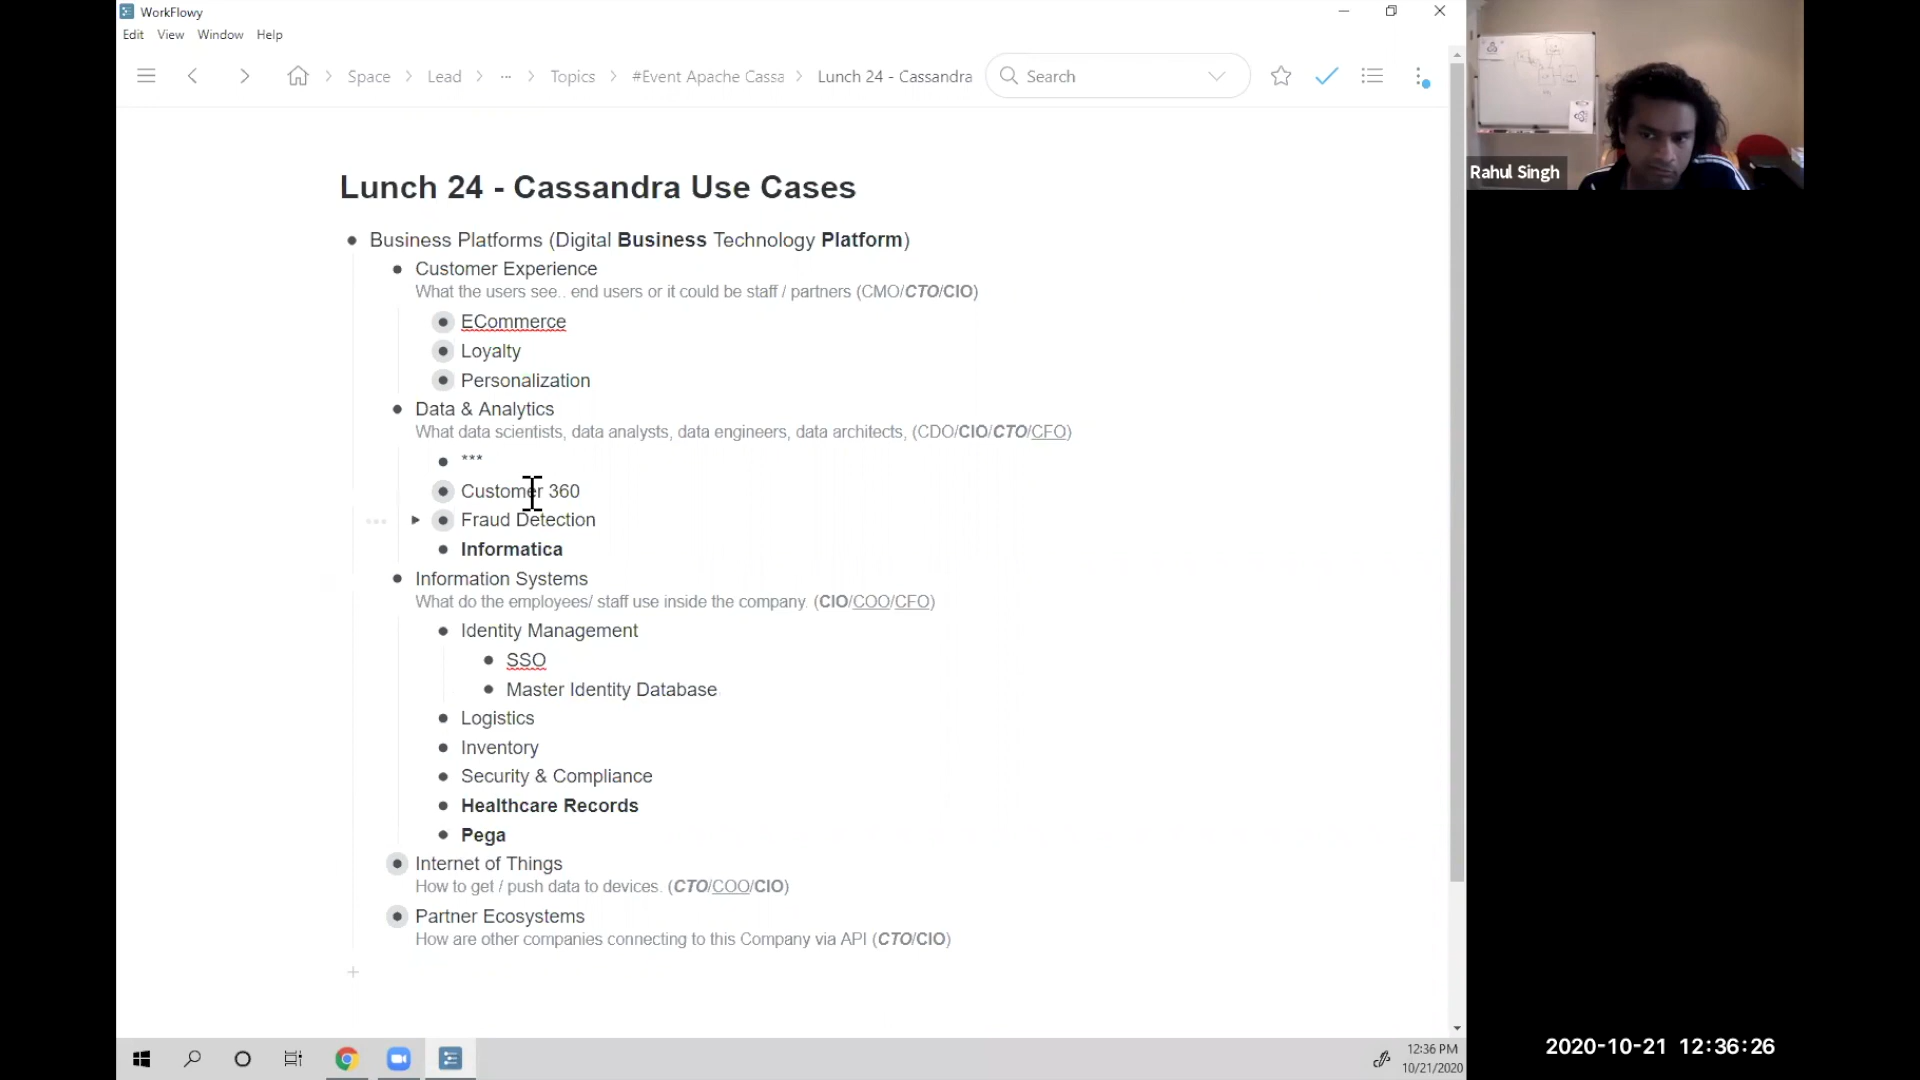 WorkFlowy
Edit View Window Help
Space Lead ... Topics #Event Apache Cassa Lunch 24 - Cassandra Search
Lunch 24 - Cassandra Use Cases
Business Platforms (Digital Business Technology Platform)
Customer Experience
What the users see.. end users or it could be staff / partners (CMO/CTO/CIO)
ECommerce
Loyalty
Personalization
Data & Analytics
What data scientists, data analysts, data engineers, data architects, (CDO/CIO/CTO/CFO)
***
Customer 360
Fraud Detection
Informatica
Information Systems
What do the employees/ staff use inside the company. (CIO/COO/CFO)
Identity Management
SSO
Master Identity Database
Logistics
Inventory
Security & Compliance
Healthcare Records
Pega
Internet of Things
How to get / push data to devices. (CTO/COO/CIO)
Partner Ecosystems
How are other companies connecting to this Company via API (CTO/CIO)
12:36 PM
10/21/2020
Rahul Singh
2020-10-21 12:36:26